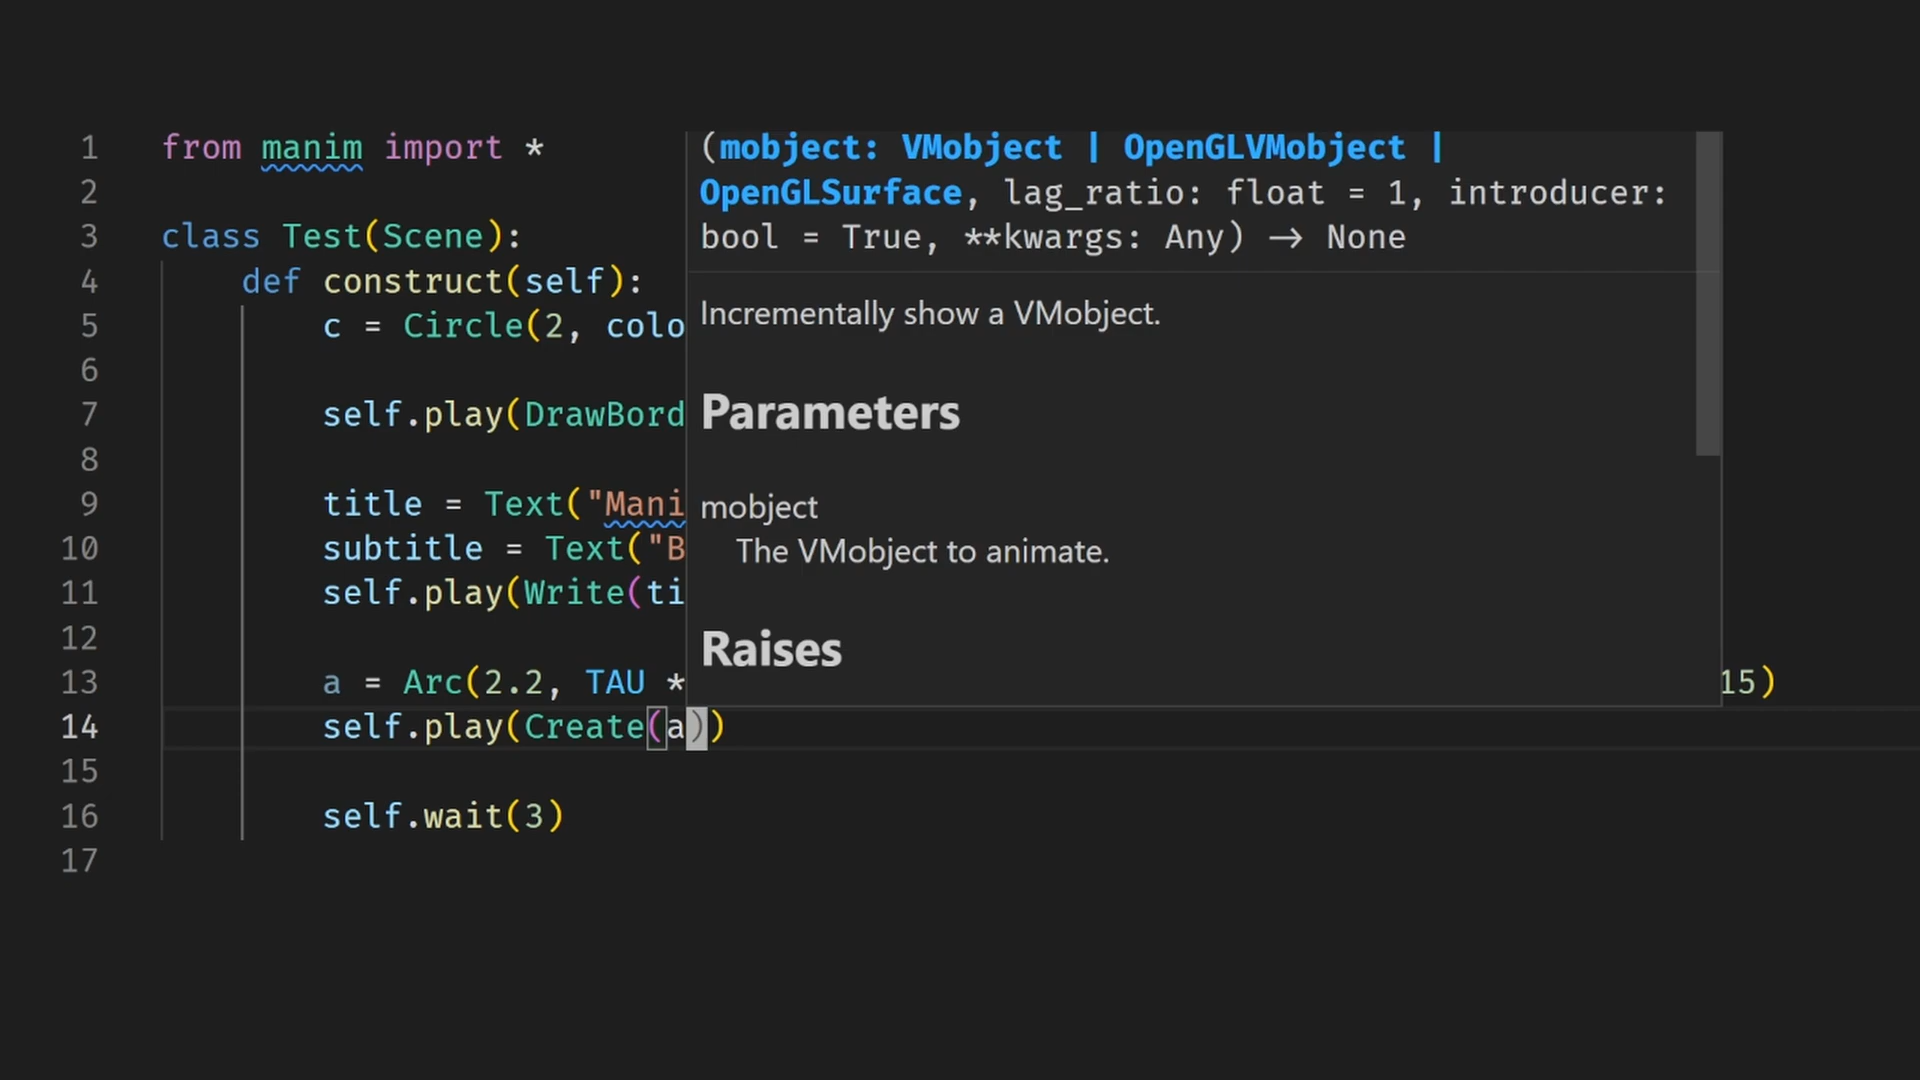 1 from manim import *
2
3 class Test(Scene):
4 def construct(self):
5 c = Circle(2, colo
6
7 self.play(DrawBord
8
9 title = Text("Mani
10 subtitle = Text("B
11 self.play(Write(ti
12
13 a = Arc(2.2, TAU * 15)
14 self.play(Create(a))
15
16 self.wait(3)
17
(mobject: VMobject | OpenGLVMobject |
OpenGLSurface, lag_ratio: float = 1, introducer:
bool = True, **kwargs: Any) -> None
Incrementally show a VMobject.
Parameters
mobject
The VMobject to animate.
Raises